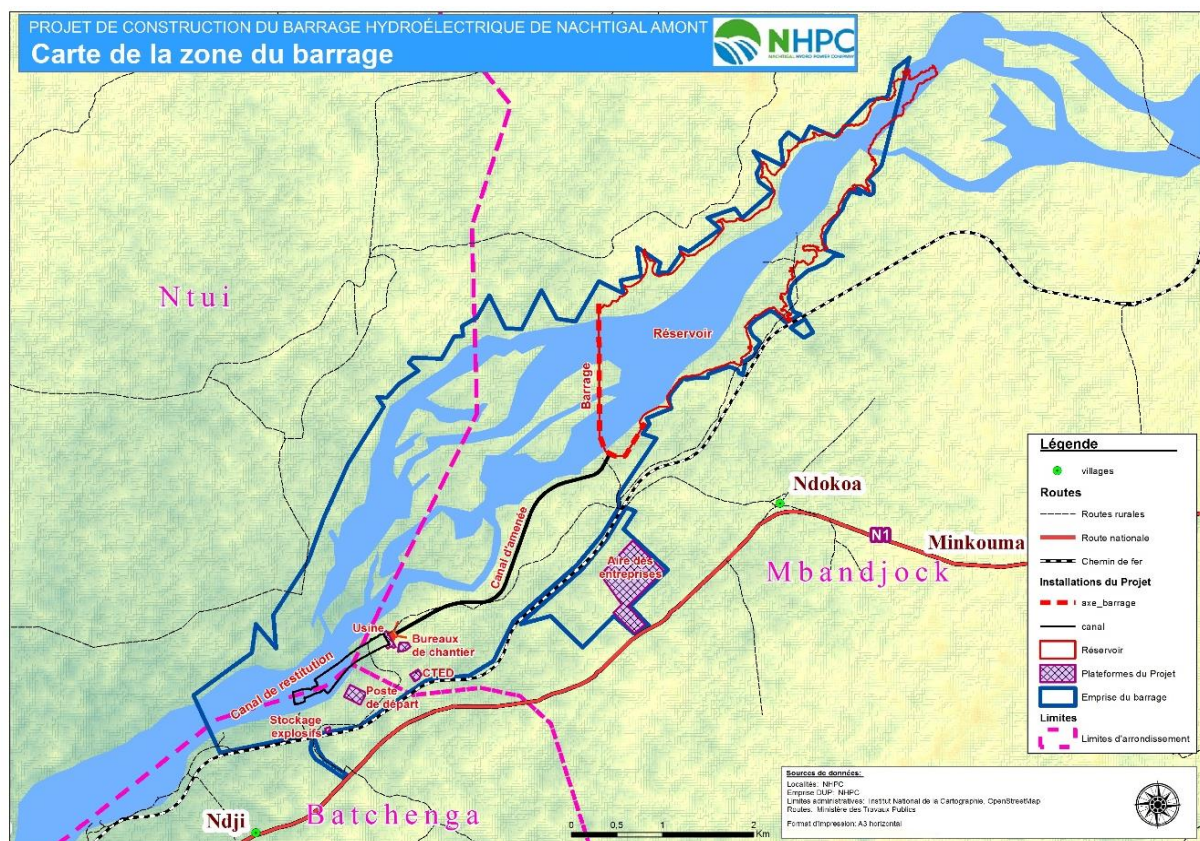 PROJET DE CONSTRUCTION DU BARRAGE HYDROÉLECTRIQUE DE NACHTIGAL AMONT
Carte de la zone du barrage
NHPC
NACHTIGAL HYDRO POWER COMPANY
Ntui
Réservoir
Barrage
Canal d'amenée
Ndokoa
N1
Minkouma
Mbandjock
Aire des
entreprises
Usine
Bureaux
de chantier
CTED
Canal de restitution
Poste
de départ
Stockage
explosifs
Batchenga
Ndji
Légende
villages
Routes
Routes rurales
Route nationale
Chemin de fer
Installations du Projet
axe_barrage
canal
Réservoir
Plateformes du Projet
Emprise du barrage
Limites
Limites d'arrondissement
Sources de données:
Localités: NHPC
Emprise DUP: NHPC
Limites administratives: Institut National de la Cartographie, OpenStreetMap
Routes: Ministère des Travaux Publics
Format d'impression: A3 horizontal
0 0,5 1 2
Km